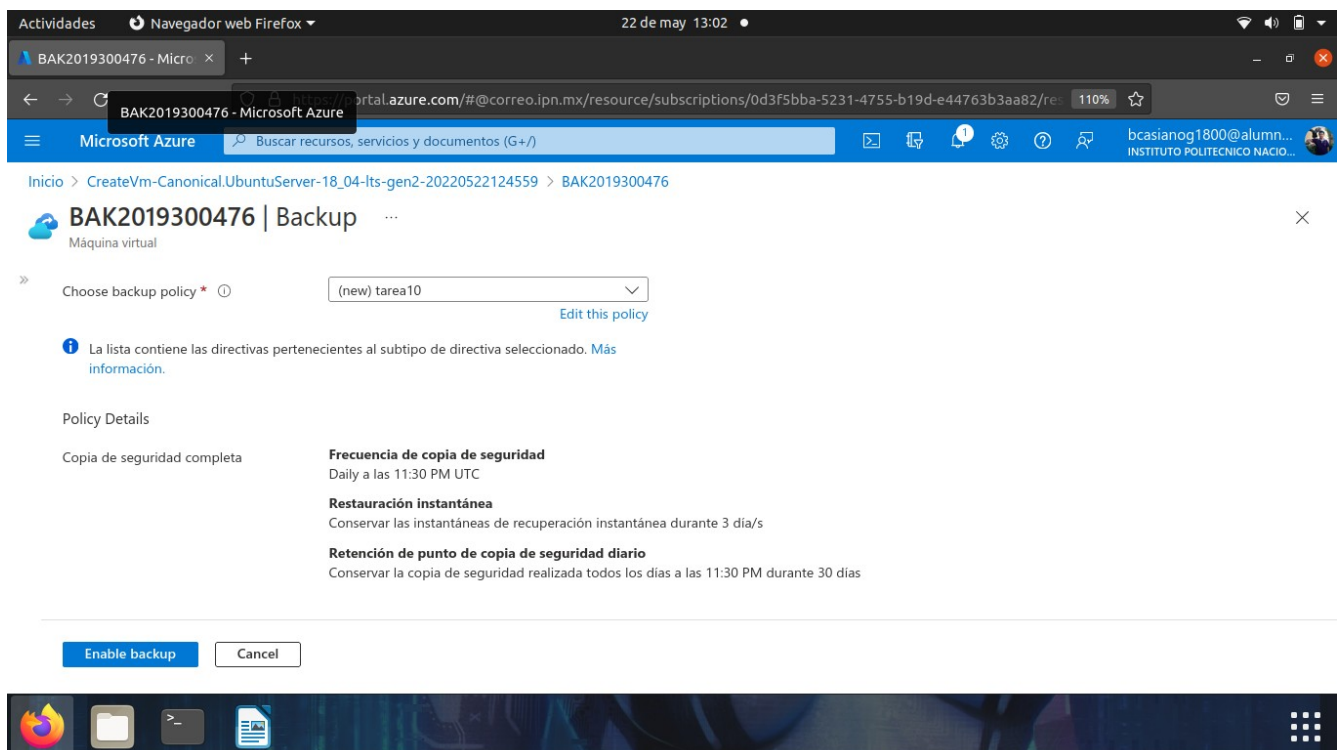 Actividades Navegador web Firefox 22 de may 13:02
BAK2019300476 - Micro
https://portal.azure.com/#@correo.ipn.mx/resource/subscriptions/0d3f5bba-5231-4755-b19d-e44763b3aa82/res 110%
BAK2019300476 - Microsoft Azure
Microsoft Azure Buscar recursos, servicios y documentos (G+/) 1 bcasianog1800@alumn...
INSTITUTO POLITECNICO NACIO...
Inicio > CreateVm-Canonical.UbuntuServer-18_04-lts-gen2-20220522124559 > BAK2019300476
BAK2019300476 | Backup ...
Máquina virtual
Choose backup policy * (new) tarea10
Edit this policy
La lista contiene las directivas pertenecientes al subtipo de directiva seleccionado. Más
información.
Policy Details
Copia de seguridad completa Frecuencia de copia de seguridad
Daily a las 11:30 PM UTC
Restauración instantánea
Conservar las instantáneas de recuperación instantánea durante 3 día/s
Retención de punto de copia de seguridad diario
Conservar la copia de seguridad realizada todos los días a las 11:30 PM durante 30 días
Enable backup Cancel